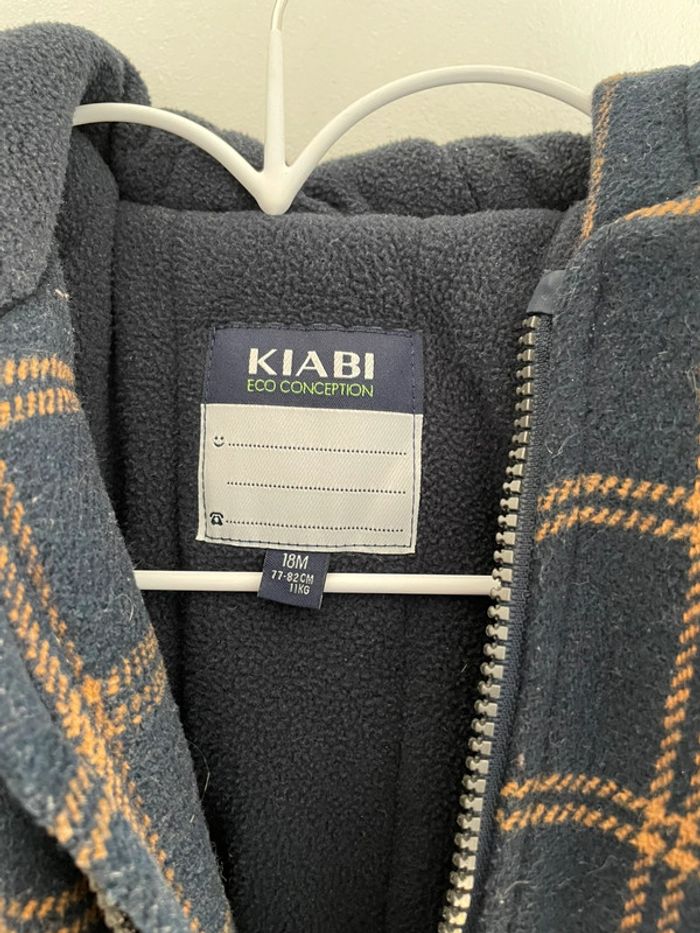 KIABI
ECO CONCEPTION
18M
77-82CM
11KG